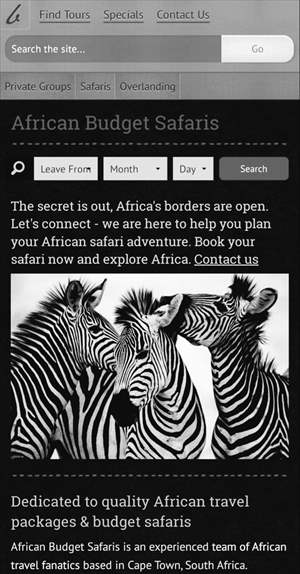 b Find Tours Specials Contact Us
Search the site... Go
Private Groups Safaris Overlanding
African Budget Safaris
Leave From Month Day Search
The secret is out, Africa's borders are open.
Let's connect - we are here to help you plan
your African safari adventure. Book your
safari now and explore Africa. Contact us
Dedicated to quality African travel
packages & budget safaris
African Budget Safaris is an experienced team of African
travel fanatics based in Cape Town, South Africa.